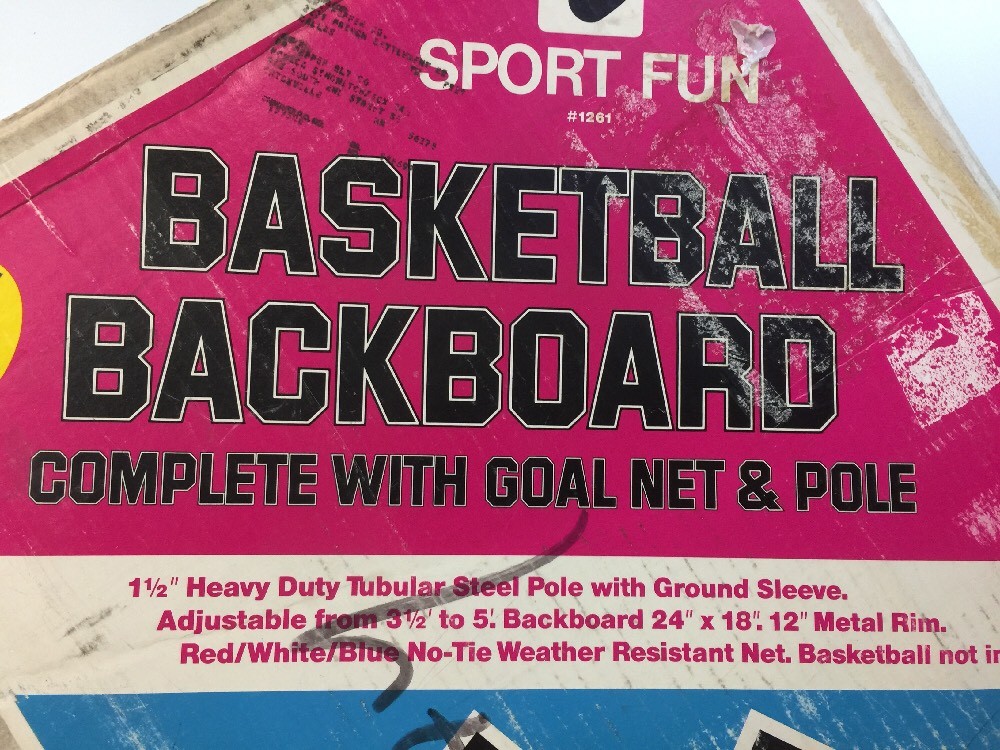 SPORT FUN
#1261
BASKETBALL
BACKBOARD
COMPLETE WITH GOAL NET & POLE
1½" Heavy Duty Tubular Steel Pole with Ground Sleeve.
Adjustable from 3½' to 5'. Backboard 24" x 18". 12" Metal Rim.
Red/White/Blue No-Tie Weather Resistant Net. Basketball not